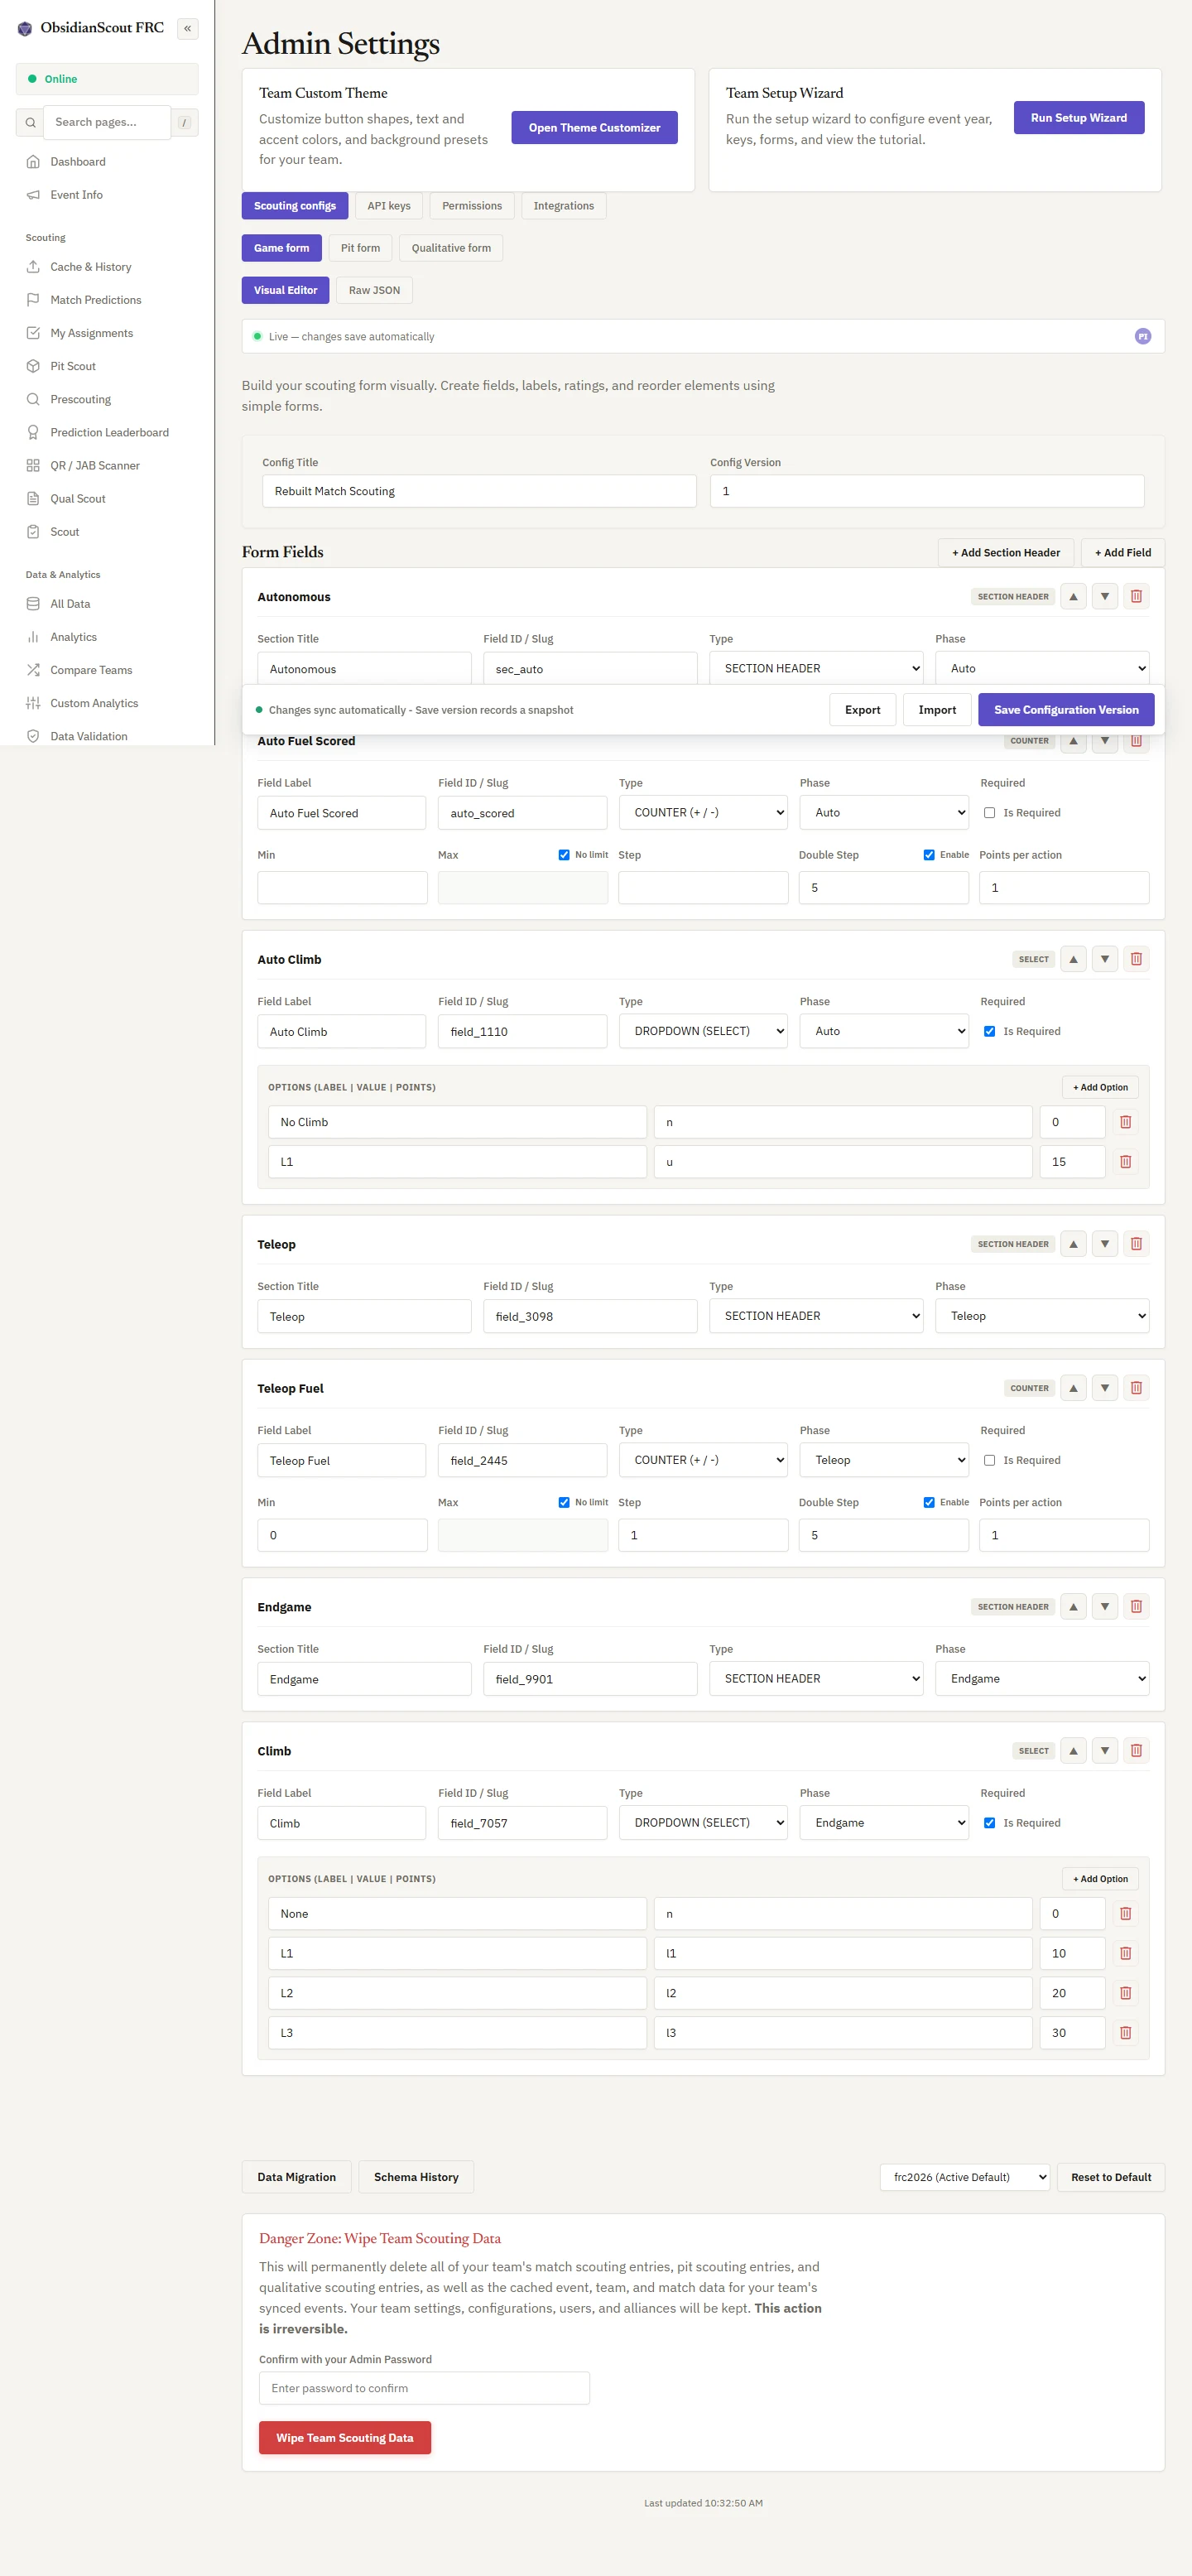 ObsidianScout FRC
«
Online
Search pages...
/
Dashboard
Event Info
Scouting
Cache & History
Match Predictions
My Assignments
Pit Scout
Prescouting
Prediction Leaderboard
QR / JAB Scanner
Qual Scout
Scout
Data & Analytics
All Data
Analytics
Compare Teams
Custom Analytics
Data Validation
Admin Settings
Team Custom Theme
Customize button shapes, text and
accent colors, and background presets
for your team.
Open Theme Customizer
Team Setup Wizard
Run the setup wizard to configure event year,
keys, forms, and view the tutorial.
Run Setup Wizard
Scouting configs API keys Permissions Integrations
Game form Pit form Qualitative form
Visual Editor Raw JSON
Live — changes save automatically PI
Build your scouting form visually. Create fields, labels, ratings, and reorder elements using
simple forms.
Config Title Config Version
Rebuilt Match Scouting 1
Form Fields + Add Section Header + Add Field
Autonomous SECTION HEADER ▲ ▼
Section Title Field ID / Slug Type Phase
Autonomous sec_auto SECTION HEADER Auto
Changes sync automatically - Save version records a snapshot Export Import Save Configuration Version
Auto Fuel Scored COUNTER ▲ ▼
Field Label Field ID / Slug Type Phase Required
Auto Fuel Scored auto_scored COUNTER (+ / -) Auto Is Required
Min Max No limit Step Double Step Enable Points per action
5 1
Auto Climb SELECT ▲ ▼
Field Label Field ID / Slug Type Phase Required
Auto Climb field_1110 DROPDOWN (SELECT) Auto Is Required
OPTIONS (LABEL | VALUE | POINTS) + Add Option
No Climb n 0
L1 u 15
Teleop SECTION HEADER ▲ ▼
Section Title Field ID / Slug Type Phase
Teleop field_3098 SECTION HEADER Teleop
Teleop Fuel COUNTER ▲ ▼
Field Label Field ID / Slug Type Phase Required
Teleop Fuel field_2445 COUNTER (+ / -) Teleop Is Required
Min Max No limit Step Double Step Enable Points per action
0 1 5 1
Endgame SECTION HEADER ▲ ▼
Section Title Field ID / Slug Type Phase
Endgame field_9901 SECTION HEADER Endgame
Climb SELECT ▲ ▼
Field Label Field ID / Slug Type Phase Required
Climb field_7057 DROPDOWN (SELECT) Endgame Is Required
OPTIONS (LABEL | VALUE | POINTS) + Add Option
None n 0
L1 l1 10
L2 l2 20
L3 l3 30
Data Migration Schema History frc2026 (Active Default) Reset to Default
Danger Zone: Wipe Team Scouting Data
This will permanently delete all of your team's match scouting entries, pit scouting entries, and
qualitative scouting entries, as well as the cached event, team, and match data for your team's
synced events. Your team settings, configurations, users, and alliances will be kept. This action
is irreversible.
Confirm with your Admin Password
Enter password to confirm
Wipe Team Scouting Data
Last updated 10:32:50 AM